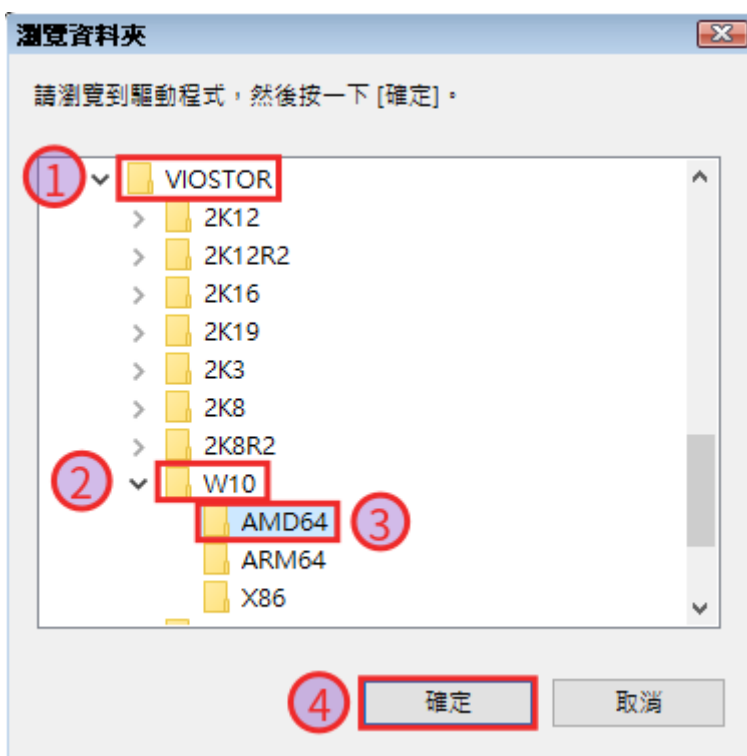 瀏覽資料夾
請瀏覽到驅動程式，然後按一下 [確定]。
1 VIOSTOR
2K12
2K12R2
2K16
2K19
2K3
2K8
2K8R2
2 W10
AMD64 3
ARM64
X86
4 確定 取消